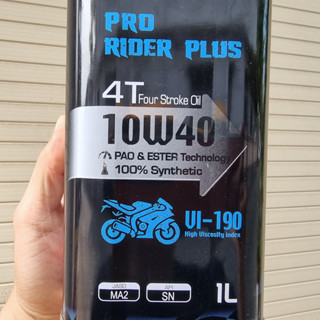 PRO
RIDER PLUS
4T Four Stroke Oil
10W40
PAO & ESTER Technology
100% Synthetic
VI-190
High Viscosity Index
JASO
MA2
API
SN
1L